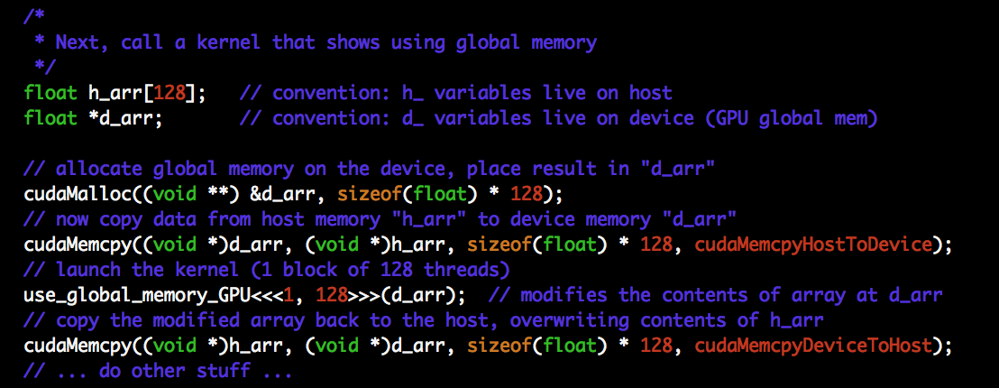 /*
* Next, call a kernel that shows using global memory
*/
float h_arr[128];   // convention: h_ variables live on host
float *d_arr;       // convention: d_ variables live on device (GPU global mem)
// allocate global memory on the device, place result in "d_arr"
cudaMalloc((void **) &d_arr, sizeof(float) * 128);
// now copy data from host memory "h_arr" to device memory "d_arr"
cudaMemcpy((void *)d_arr, (void *)h_arr, sizeof(float) * 128, cudaMemcpyHostToDevice);
// launch the kernel (1 block of 128 threads)
use_global_memory_GPU<<<1, 128>>>(d_arr);  // modifies the contents of array at d_arr
// copy the modified array back to the host, overwriting contents of h_arr
cudaMemcpy((void *)h_arr, (void *)d_arr, sizeof(float) * 128, cudaMemcpyDeviceToHost);
// ... do other stuff ...